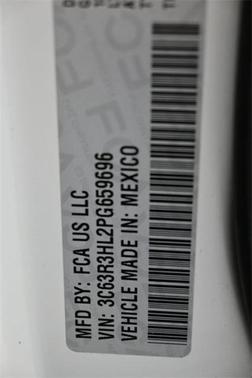 MFD BY: FCA US LLC
VIN: 3C63R3HL2PG659696
VEHICLE MADE IN: MEXICO